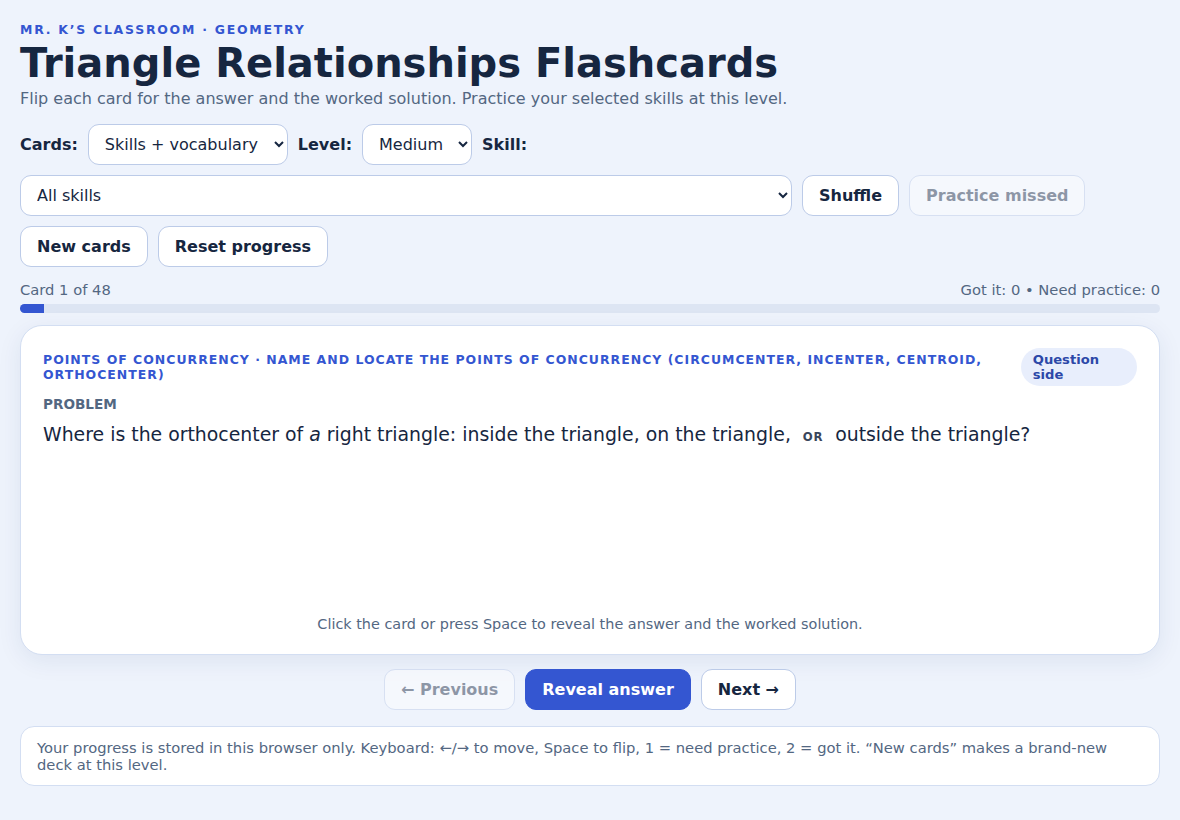 MR. K’S CLASSROOM · GEOMETRY
Triangle Relationships Flashcards
Flip each card for the answer and the worked solution. Practice your selected skills at this level.
Cards: Skills + vocabulary Level: Medium Skill:
All skills Shuffle Practice missed
New cards Reset progress
Card 1 of 48 Got it: 0 • Need practice: 0
POINTS OF CONCURRENCY · NAME AND LOCATE THE POINTS OF CONCURRENCY (CIRCUMCENTER, INCENTER, CENTROID,
ORTHOCENTER)
Question
side
PROBLEM
Where is the orthocenter of a right triangle: inside the triangle, on the triangle, OR outside the triangle?
Click the card or press Space to reveal the answer and the worked solution.
← Previous Reveal answer Next →
Your progress is stored in this browser only. Keyboard: ←/→ to move, Space to flip, 1 = need practice, 2 = got it. “New cards” makes a brand-new
deck at this level.